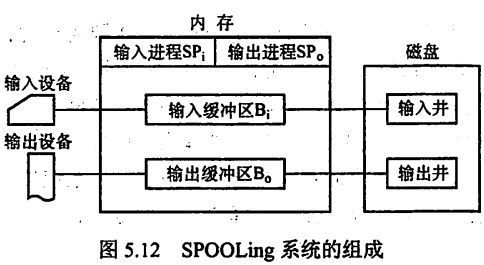 内存
输入进程SPi 输出进程SPo
磁盘
输入设备
输入缓冲区Bi
输入井
输出设备
输出缓冲区Bo
输出井
图 5.12 SPOOLing 系统的组成